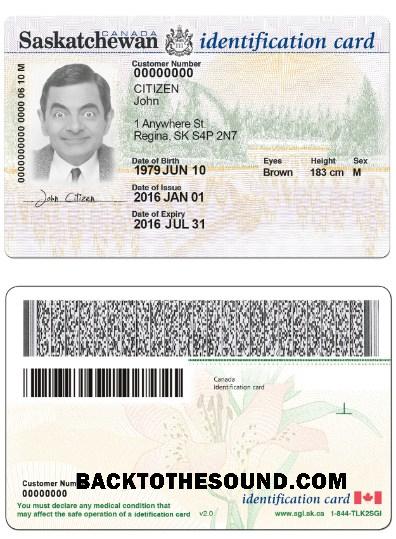 CANADA
Saskatchewan identification card
Customer Number
00000000
CITIZEN
John
1 Anywhere St
Regina, SK S4P 2N7
Date of Birth
1979 JUN 10
Eyes Height Sex
Brown 183 cm M
Date of Issue
2016 JAN 01
Date of Expiry
2016 JUL 31
0000000000 0000 06 10 M
John Citizen
Canada
Identification card
Customer Num
00000000
BACKTOTHESOUND.COM
identification card
You must declare any medical condition that
may affect the safe operation of a identification card v2.0
www.sgi.sk.ca 1-844-TLK2SGI